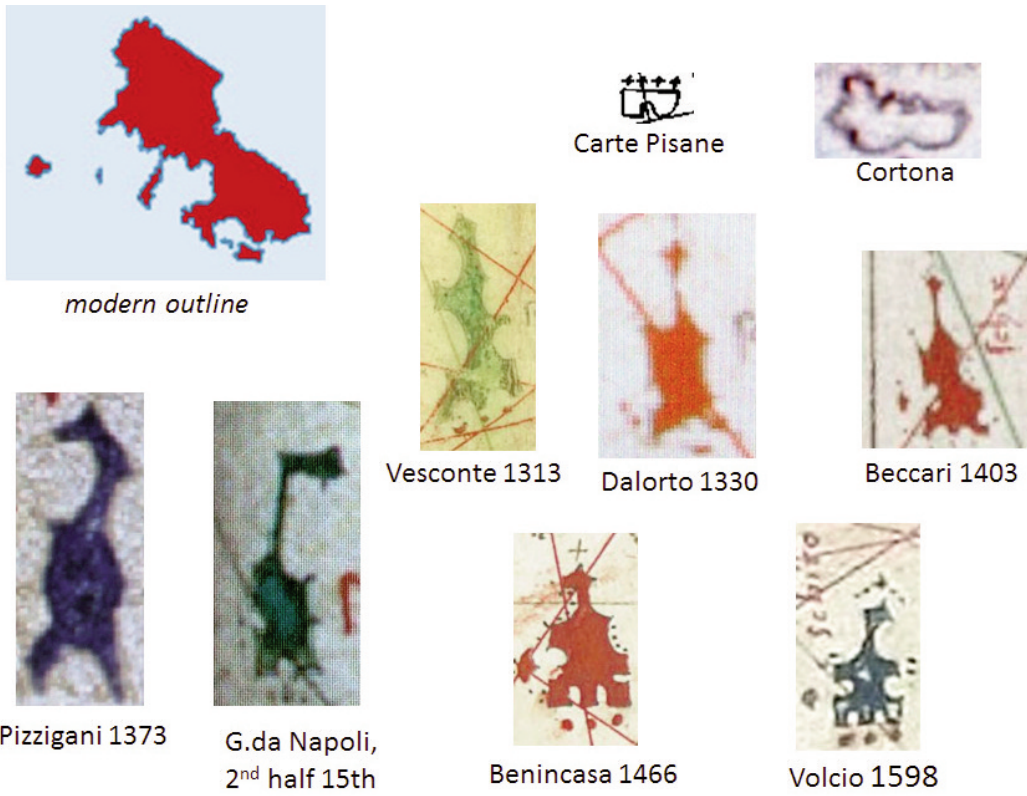 Carte Pisane
Cortona
modern outline
Vesconte 1313
Dalorto 1330
Beccari 1403
Pizzigani 1373
G.da Napoli,
2nd half 15th
Benincasa 1466
Volcio 1598